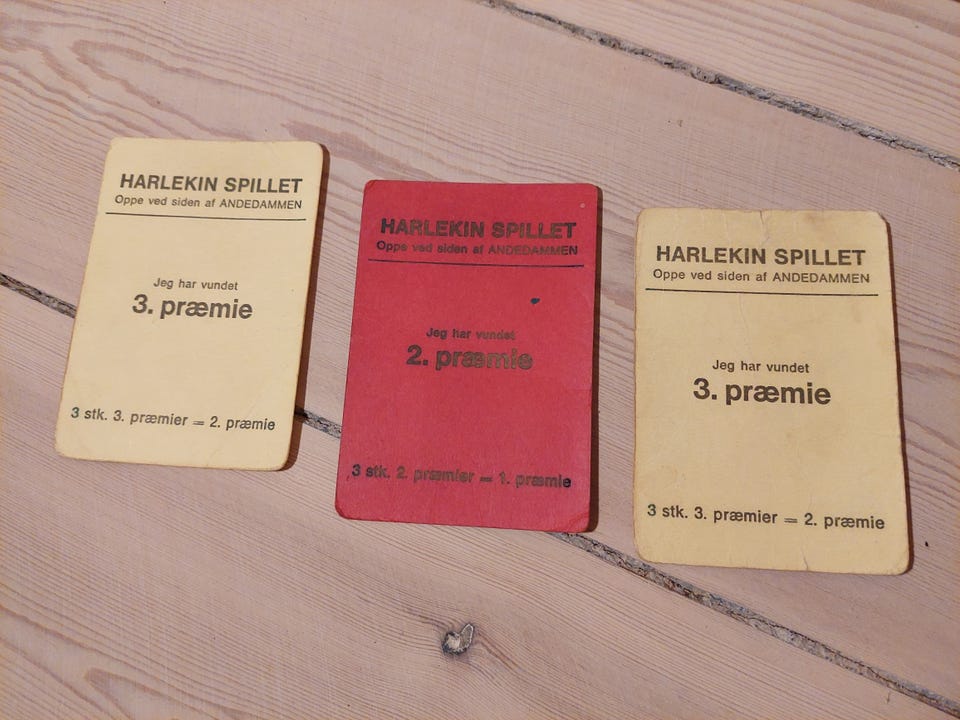 HARLEKIN SPILLET
Oppe ved siden af ANDEDAMMEN
Jeg har vundet
3. præmie
3 stk. 3. præmier = 2. præmie
HARLEKIN SPILLET
Oppe ved siden af ANDEDAMMEN
Jeg har vundet
2. præmie
3 stk. 2. præmier = 1. præmie
HARLEKIN SPILLET
Oppe ved siden af ANDEDAMMEN
Jeg har vundet
3. præmie
3 stk. 3. præmier = 2. præmie